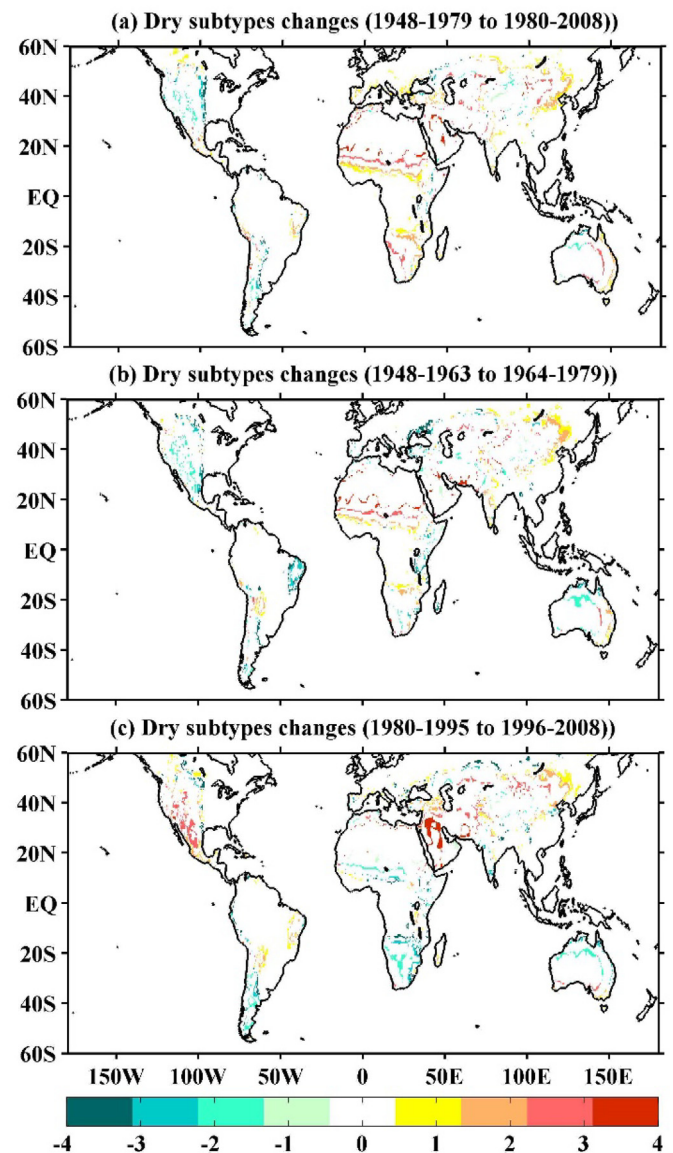 (a) Dry subtypes changes (1948-1979 to 1980-2008))
60N
40N
20N
EQ
20S
40S
60S
(b) Dry subtypes changes (1948-1963 to 1964-1979))
60N
40N
20N
EQ
20S
40S
60S
(c) Dry subtypes changes (1980-1995 to 1996-2008))
60N
40N
20N
EQ
20S
40S
60S
150W 100W 50W 0 50E 100E 150E
-4 -3 -2 -1 0 1 2 3 4